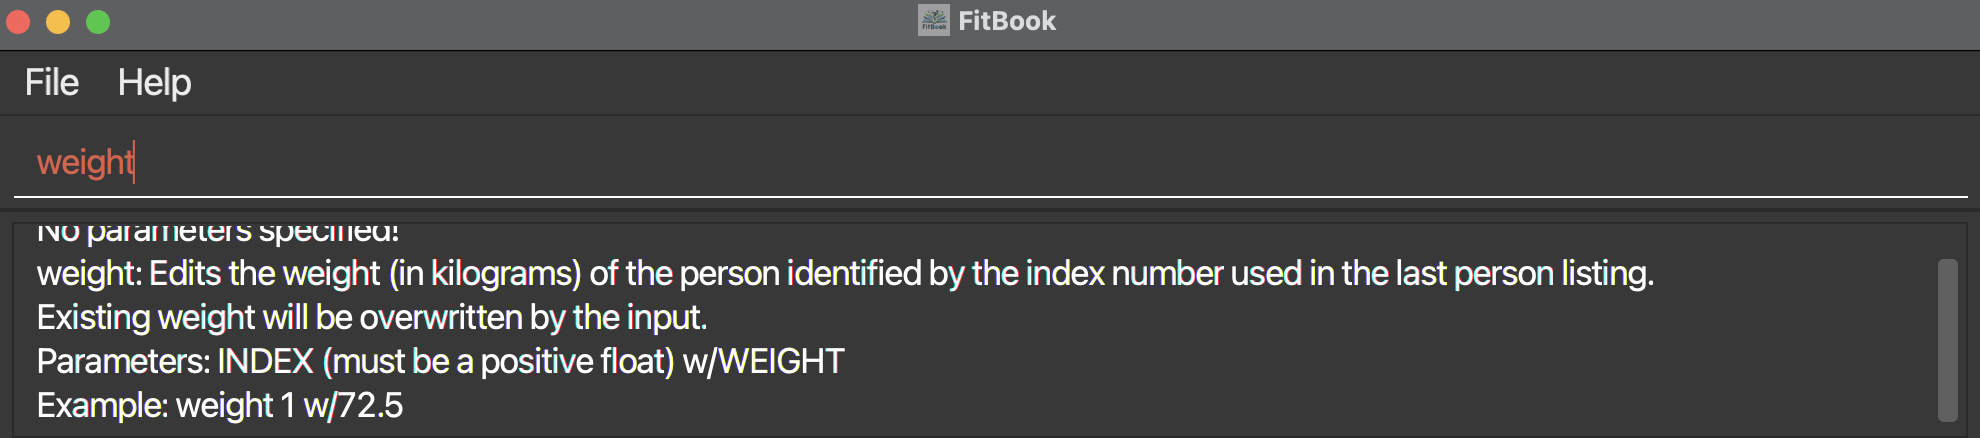 FitBook
File Help
weight
No parameters specified!
weight: Edits the weight (in kilograms) of the person identified by the index number used in the last person listing.
Existing weight will be overwritten by the input.
Parameters: INDEX (must be a positive float) w/WEIGHT
Example: weight 1 w/72.5